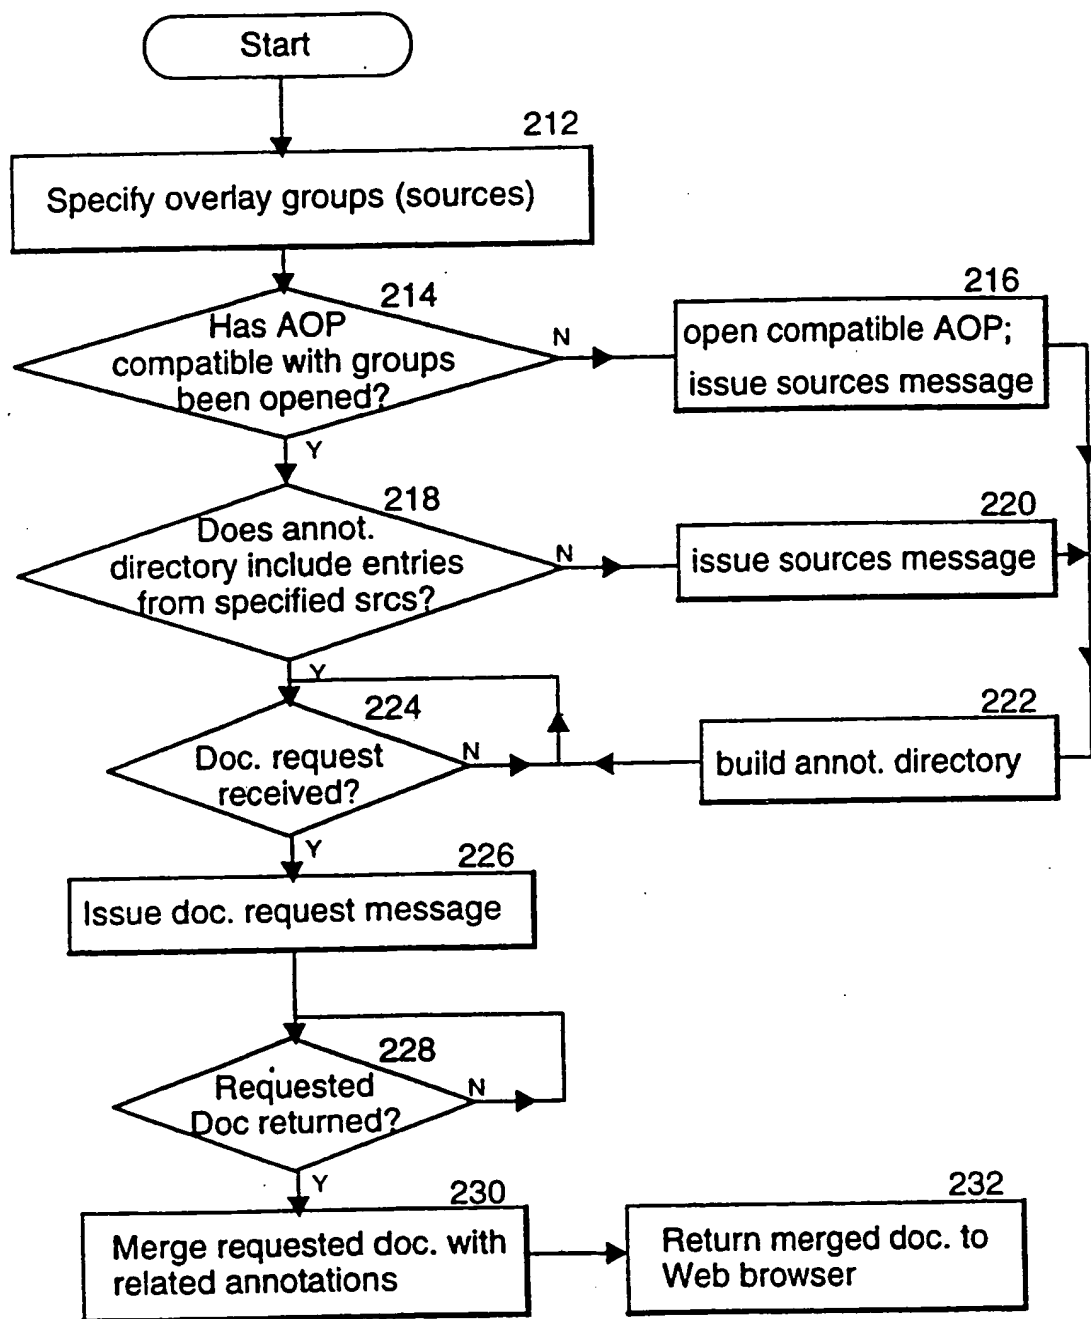 Start
212
Specify overlay groups (sources)
214
Has AOP
compatible with groups
been opened?
N
Y
216
open compatible AOP;
issue sources message
218
Does annot.
directory include entries
from specified srcs?
N
Y
220
issue sources message
222
build annot. directory
224
Doc. request
received?
N
Y
226
Issue doc. request message
228
Requested
Doc returned?
N
Y
230
Merge requested doc. with
related annotations
232
Return merged doc. to
Web browser